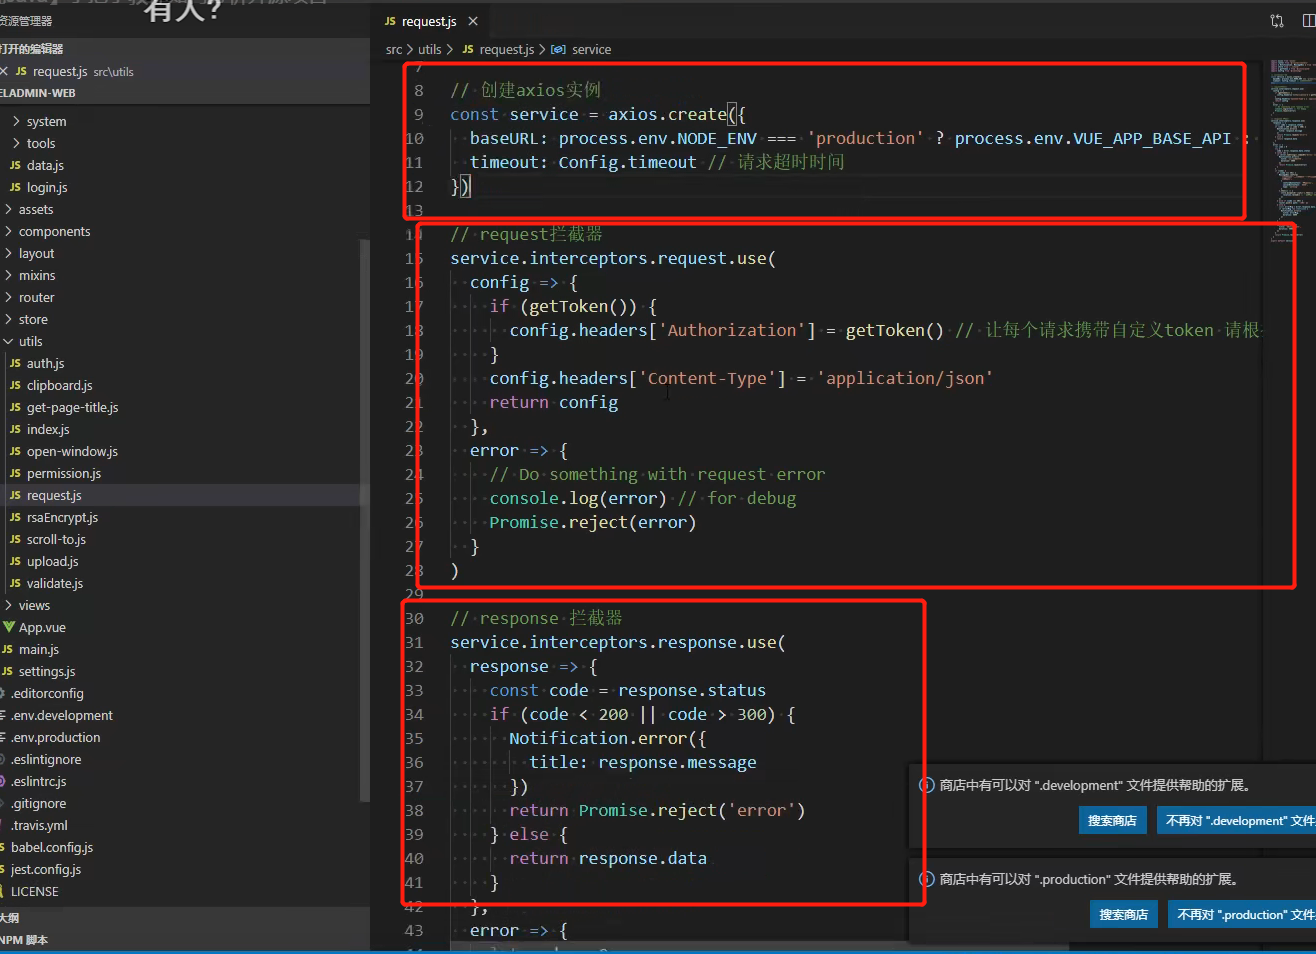 有人?
资源管理器
打开的编辑器
JS request.js src\utils
ELADMIN-WEB
system
tools
JS data.js
JS login.js
assets
components
layout
mixins
router
store
utils
JS auth.js
JS clipboard.js
JS get-page-title.js
JS index.js
JS open-window.js
JS permission.js
JS request.js
JS rsaEncrypt.js
JS scroll-to.js
JS upload.js
JS validate.js
views
App.vue
JS main.js
JS settings.js
.editorconfig
.env.development
.env.production
.eslintignore
.eslintrc.js
.gitignore
.travis.yml
babel.config.js
jest.config.js
LICENSE
大纲
NPM 脚本
JS request.js
src > utils > JS request.js > service
7
8 // 创建axios实例
9 const service = axios.create({
10 baseURL: process.env.NODE_ENV === 'production' ? process.env.VUE_APP_BASE_API :
11 timeout: Config.timeout // 请求超时时间
12 })
13
14 // request拦截器
15 service.interceptors.request.use(
16 config => {
17 if (getToken()) {
18 config.headers['Authorization'] = getToken() // 让每个请求携带自定义token 请根
19 }
20 config.headers['Content-Type'] = 'application/json'
21 return config
22 },
23 error => {
24 // Do something with request error
25 console.log(error) // for debug
26 Promise.reject(error)
27 }
28 )
29
30 // response 拦截器
31 service.interceptors.response.use(
32 response => {
33 const code = response.status
34 if (code < 200 || code > 300) {
35 Notification.error({
36 title: response.message
37 })
38 return Promise.reject('error')
39 } else {
40 return response.data
41 }
42 },
43 error => {
商店中有可以对 ".development" 文件提供帮助的扩展。
搜索商店 不再对 ".development" 文件
商店中有可以对 ".production" 文件提供帮助的扩展。
搜索商店 不再对 ".production" 文件